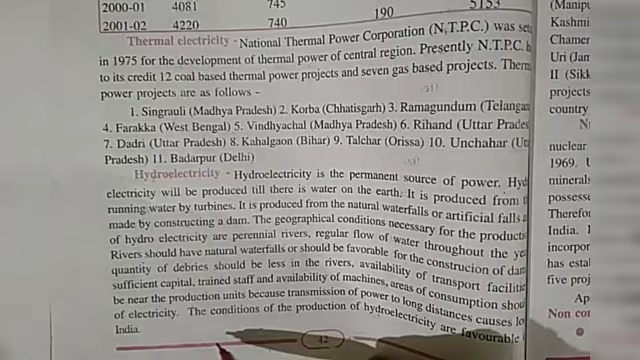 2000-01 4081 745 5153
2001-02 4220 740 190
Thermal electricity - National Thermal Power Corporation (N,T.P.C.) was
in 1975 for the development of thermal power of central region. Presently N.T.P.C.
to its credit 12 coal based thermal power projects and seven gas based projects.
power projects are as follows -
1. Singrauli (Madhya Pradesh) 2. Korba (Chhatisgarh) 3. Ramagundum (Telangan
4. Farakka (West Bengal) 5. Vindhyachal (Madhya Pradesh) 6. Rihand (Uttar Prades
7. Dadri (Uttar Pradesh) 8. Kahalgaon (Bihar) 9. Talchar (Orissa) 10. Unchahar
Pradesh) 11. Badarpur (Delhi)
Hydroelectricity - Hydroelectricity is the permanent source of power.
electricity will be produced till there is water on the earth. It is produced from
running water by turbines. It is produced from the natural waterfalls or artificial falls
made by constructing a dam. The geographical conditions necessary for the producti
of hydro electricity are perennial rivers, regular flow of water throughout the
Rivers should have natural waterfalls or should be favorable for the construcion of dam
quantity of debries should be less in the rivers, availability of transport faciliti
sufficient capital, trained staff and availability of machines, areas of consumption shou
be near the production units because transmission of power to long distances causes
of electricity. The conditions of the production of hydroelectricity are favourable
India.
42
(Manipu
Kashmi
Chamer
Uri (Jam
II (Sikk
projects
country
nuclear
1969.
minerals
possess
Therefor
India.
incorpor
has estal
five proj
Ap
Non con